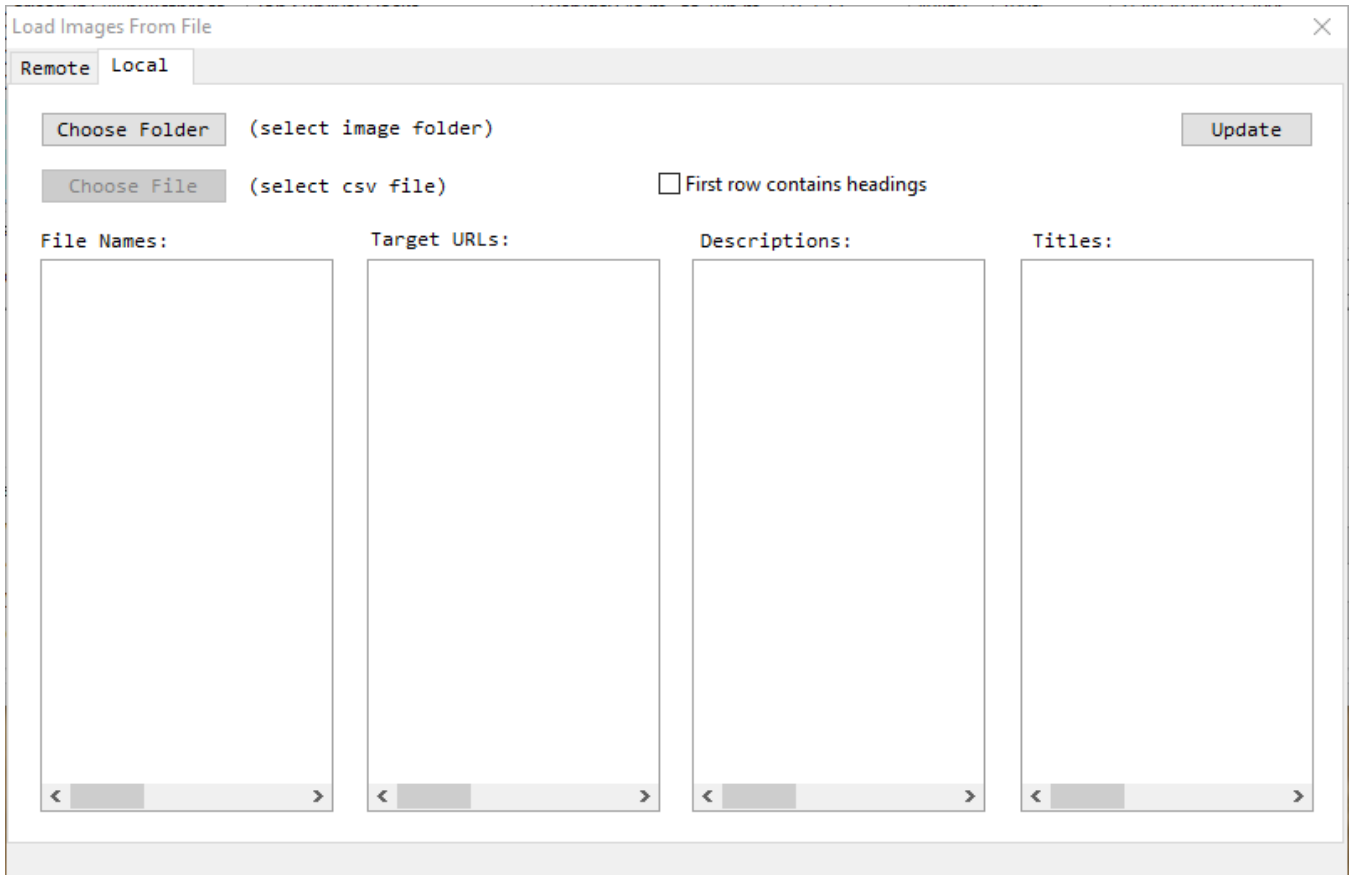 Load Images From File
Remote Local
Choose Folder (select image folder) Update
Choose File (select csv file) First row contains headings
File Names: Target URLs: Descriptions: Titles: